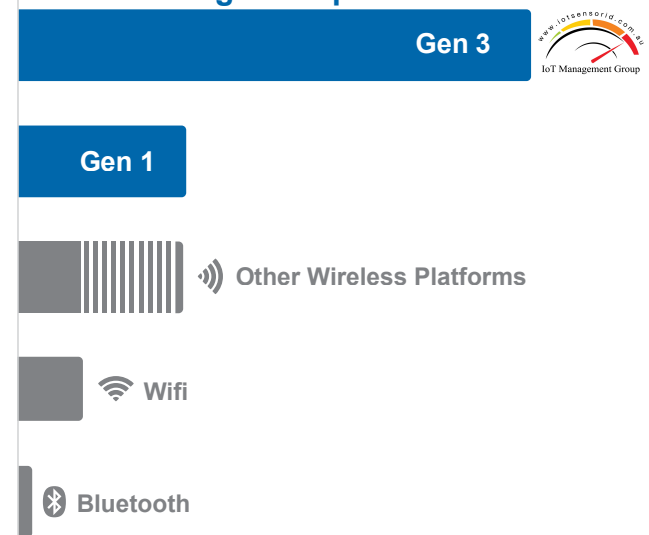 Gen 3
www.iotsensorid.com.au
IoT Management Group
Gen 1
Other Wireless Platforms
Wifi
Bluetooth